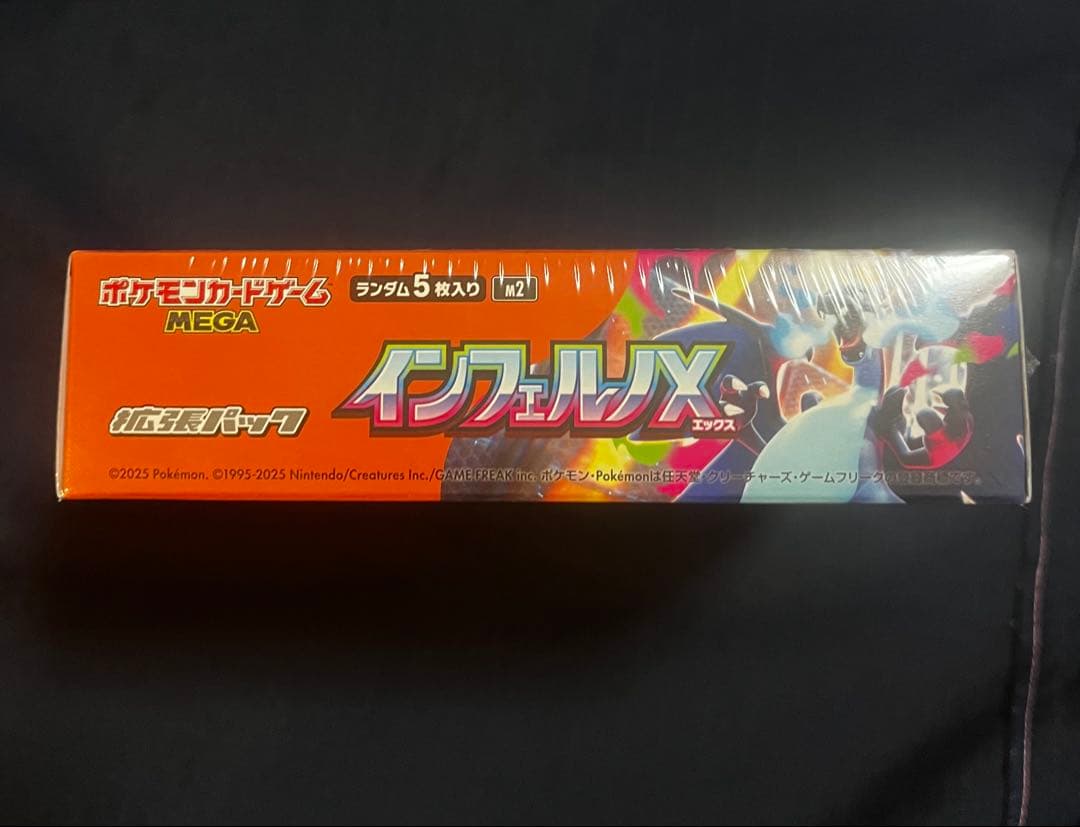 ポケモンカードゲーム
MEGA
ランダム5枚入り
M2
インフェルノX
エックス
拡張パック
©2025 Pokémon. ©1995-2025 Nintendo/Creatures Inc./GAME FREAK inc. ポケモン・Pokémonは任天堂・クリーチャーズ・ゲームフリークの登録商標です。